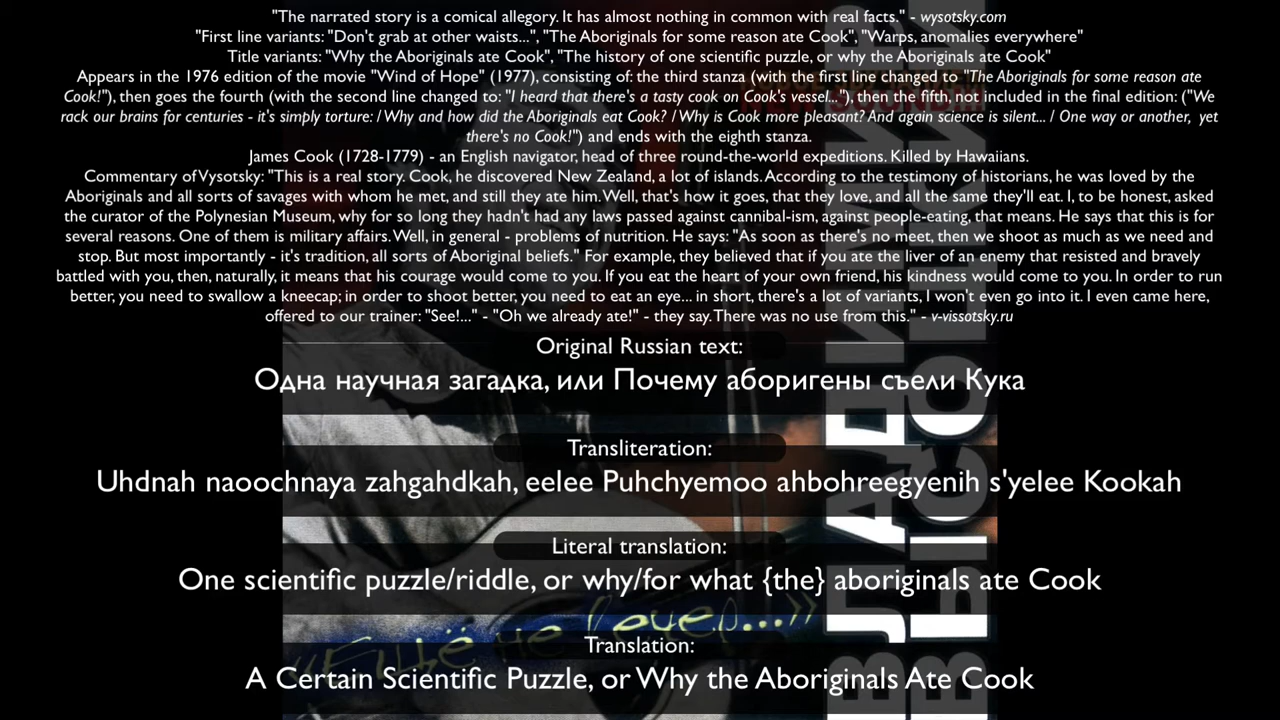 "The narrated story is a comical allegory. It has almost nothing in common with real facts." - wysotsky.com
"First line variants: "Don't grab at other waists...", "The Aboriginals for some reason ate Cook", "Warps, anomalies everywhere"
Title variants: "Why the Aboriginals ate Cook", "The history of one scientific puzzle, or why the Aboriginals ate Cook"
Appears in the 1976 edition of the movie "Wind of Hope" (1977), consisting of: the third stanza (with the first line changed to "The Aboriginals for some reason ate
Cook!"), then goes the fourth (with the second line changed to: "I heard that there's a tasty cook on Cook's vessel..."), then the fifth, not included in the final edition: ("We
rack our brains for centuries - it's simply torture: / Why and how did the Aboriginals eat Cook? / Why is Cook more pleasant? And again science is silent... / One way or another, yet
there's no Cook!") and ends with the eighth stanza.
James Cook (1728-1779) - an English navigator, head of three round-the-world expeditions. Killed by Hawaiians.
Commentary of Vysotsky: "This is a real story. Cook, he discovered New Zealand, a lot of islands. According to the testimony of historians, he was loved by the
Aboriginals and all sorts of savages with whom he met, and still they ate him. Well, that's how it goes, that they love, and all the same they'll eat. I, to be honest, asked
the curator of the Polynesian Museum, why for so long they hadn't had any laws passed against cannibal-ism, against people-eating, that means. He says that this is for
several reasons. One of them is military affairs. Well, in general - problems of nutrition. He says: "As soon as there's no meet, then we shoot as much as we need and
stop. But most importantly - it's tradition, all sorts of Aboriginal beliefs." For example, they believed that if you ate the liver of an enemy that resisted and bravely
battled with you, then, naturally, it means that his courage would come to you. If you eat the heart of your own friend, his kindness would come to you. In order to run
better, you need to swallow a kneecap; in order to shoot better, you need to eat an eye... in short, there's a lot of variants, I won't even go into it. I even came here,
offered to our trainer: "See!..." - "Oh we already ate!" - they say. There was no use from this." - v-vissotsky.ru
Original Russian text:
Одна научная загадка, или Почему аборигены съели Кука
Transliteration:
Uhdnah naoochnaya zahgahdkah, eelee Puhchyemoo ahbohreegyenih s'yelee Kookah
Literal translation:
One scientific puzzle/riddle, or why/for what {the} aboriginals ate Cook
Translation:
A Certain Scientific Puzzle, or Why the Aboriginals Ate Cook
«Ещё не вечер...»
ВЛАДИМИР
ВЫСОЦКИЙ